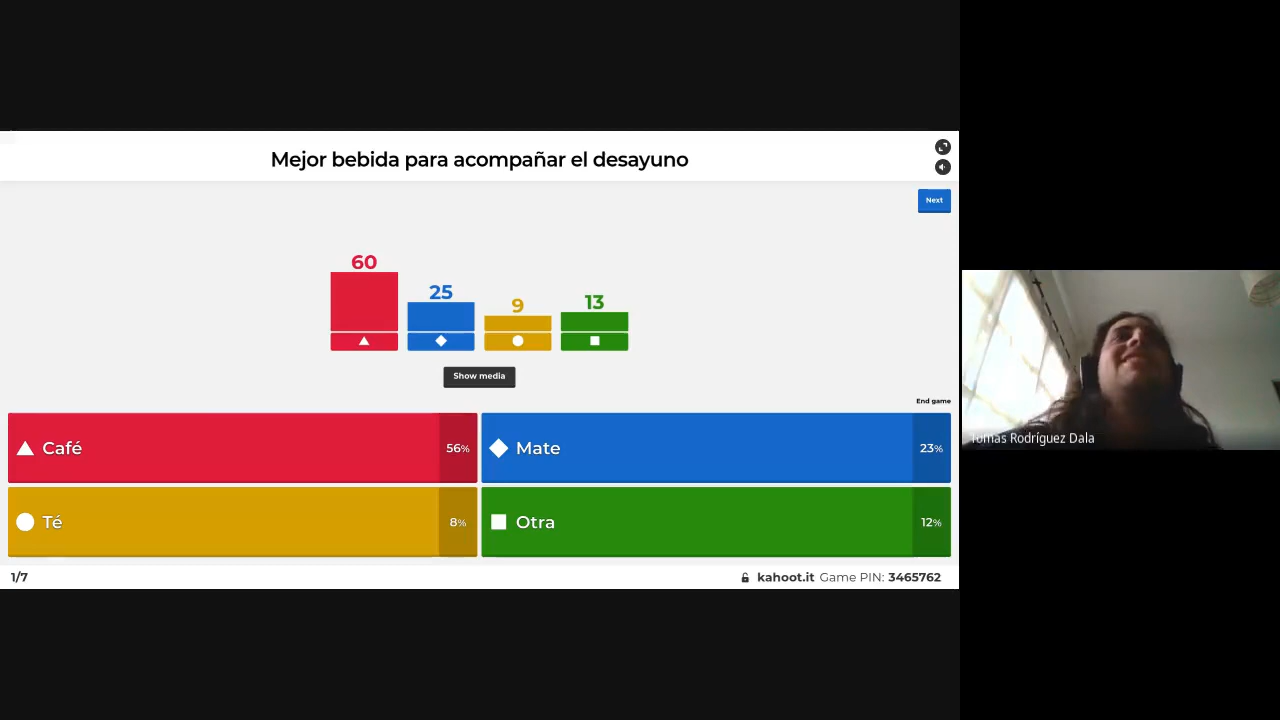 Mejor bebida para acompañar el desayuno
Next
60
25
9
13
Show media
End game
Café 56%
Mate 23%
Té 8%
Otra 12%
1/7
kahoot.it Game PIN: 3465762
Tomás Rodríguez Dala